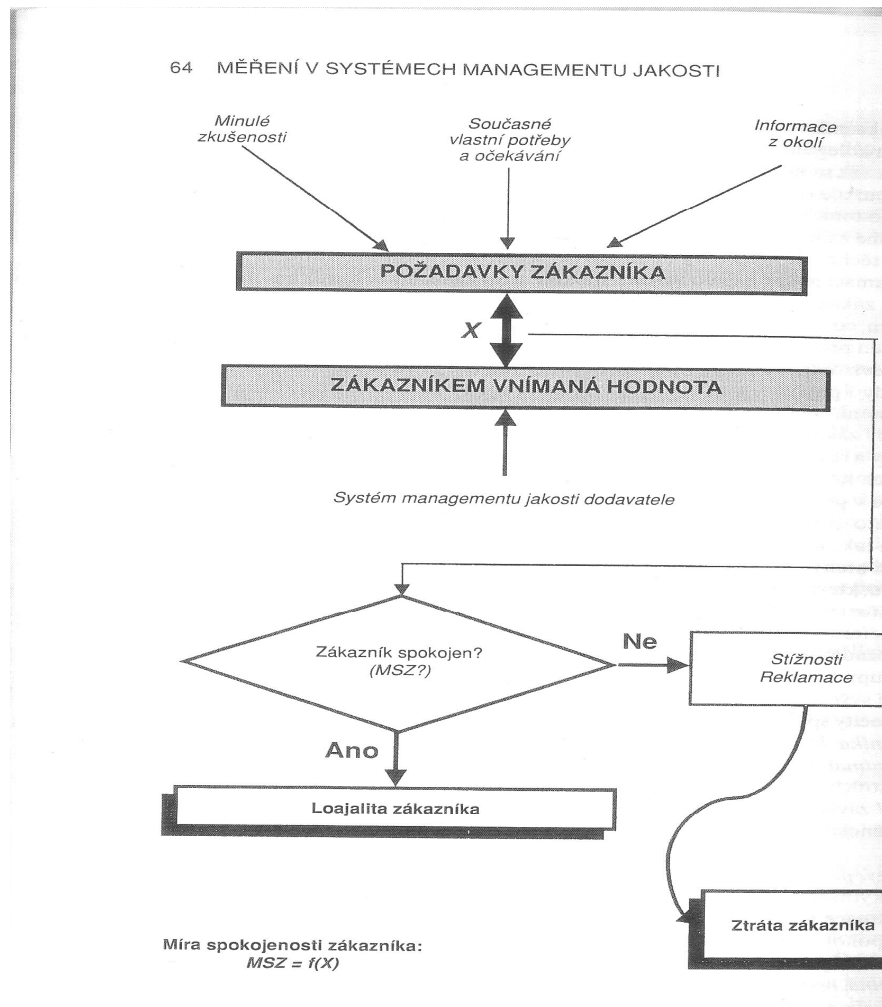 64 MĚŘENÍ V SYSTÉMECH MANAGEMENTU JAKOSTI
Minulé
zkušenosti
Současné
vlastní potřeby
a očekávání
Informace
z okolí
POŽADAVKY ZÁKAZNÍKA
X
ZÁKAZNÍKEM VNÍMANÁ HODNOTA
Systém managementu jakosti dodavatele
Zákazník spokojen?
(MSZ?)
Ne
Stížnosti
Reklamace
Ano
Loajalita zákazníka
Ztráta zákazníka
Míra spokojenosti zákazníka:
MSZ = f(X)